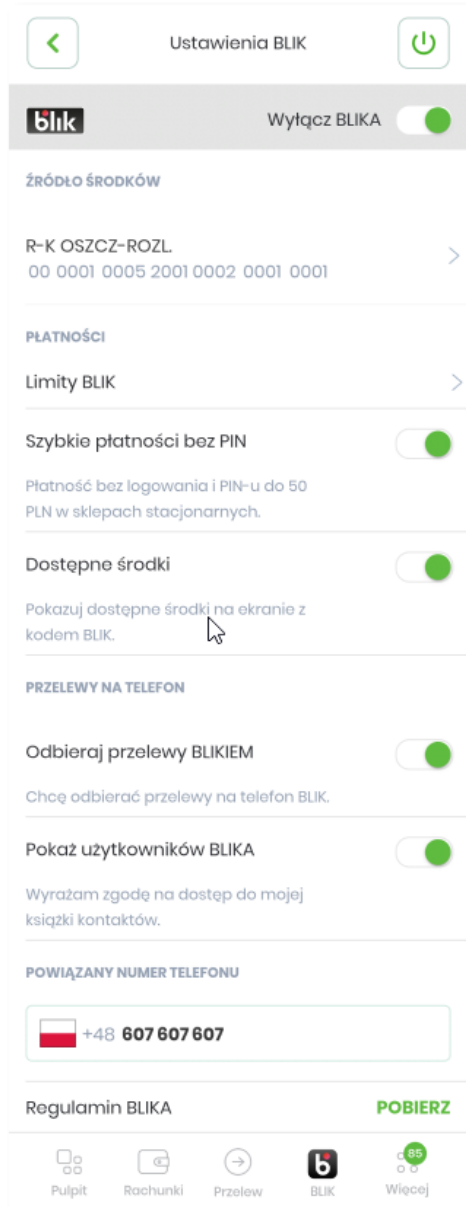 Ustawienia BLIK
blik
Wyłącz BLIKA
ŹRÓDŁO ŚRODKÓW
R-K OSZCZ-ROZL.
00 0001 0005 2001 0002 0001 0001
PŁATNOŚCI
Limity BLIK
Szybkie płatności bez PIN
Płatność bez logowania i PIN-u do 50
PLN w sklepach stacjonarnych.
Dostępne środki
Pokazuj dostępne środki na ekranie z
kodem BLIK.
PRZELEWY NA TELEFON
Odbieraj przelewy BLIKIEM
Chcę odbierać przelewy na telefon BLIK.
Pokaż użytkowników BLIKA
Wyrażam zgodę na dostęp do mojej
książki kontaktów.
POWIĄZANY NUMER TELEFONU
+48 607 607 607
Regulamin BLIKA
POBIERZ
85
Pulpit
Rachunki
Przelew
BLIK
Więcej